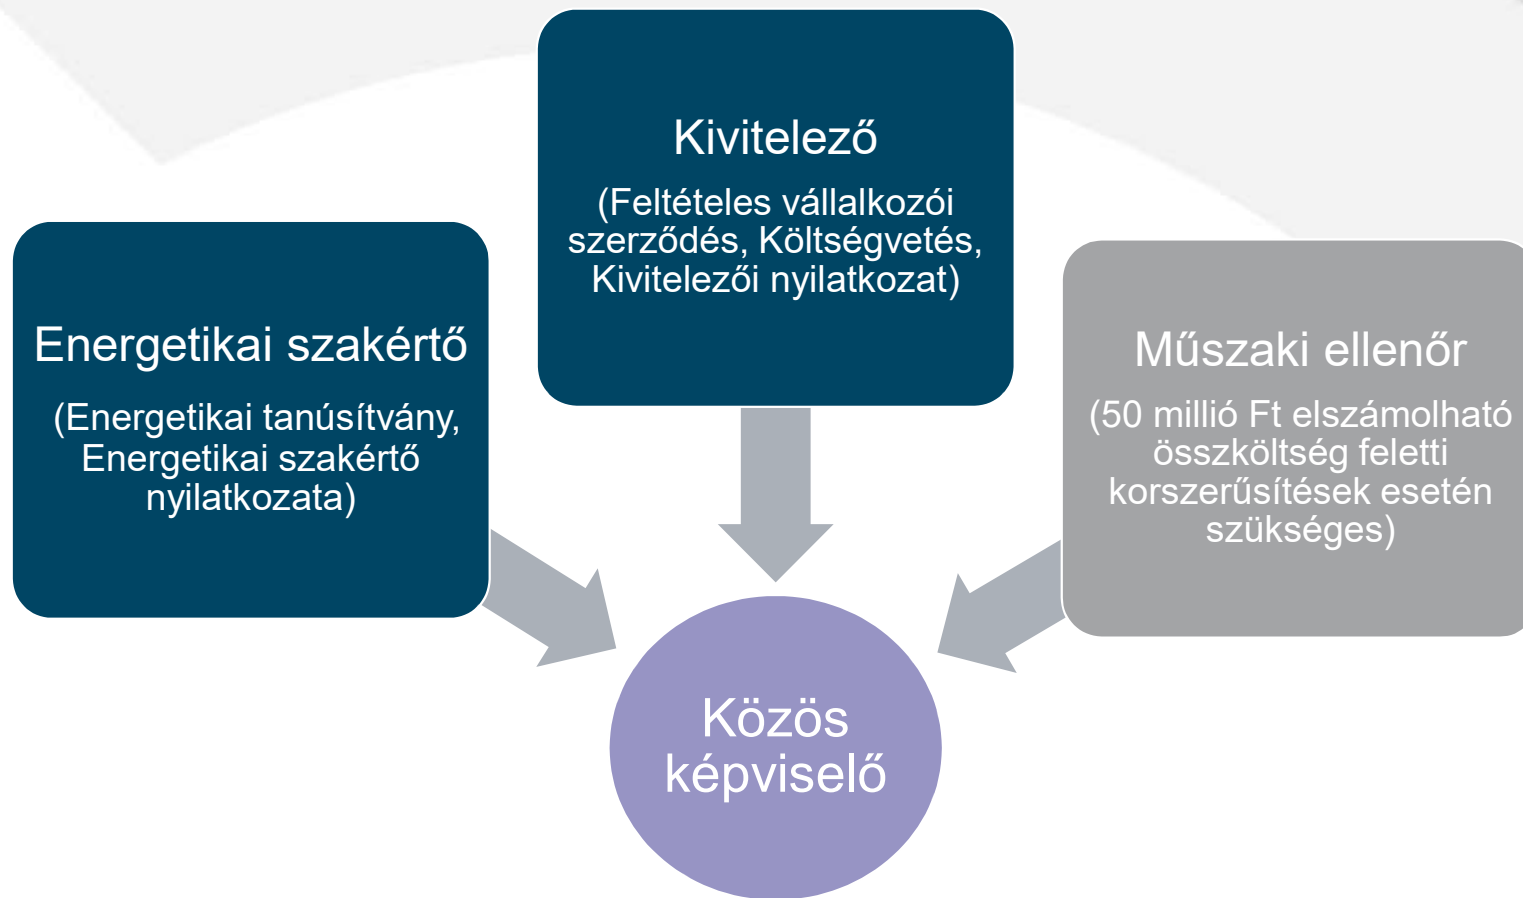 Kivitelező
(Feltételes vállalkozói
szerződés, Költségvetés,
Kivitelezői nyilatkozat)
Energetikai szakértő
(Energetikai tanúsítvány,
Energetikai szakértő
nyilatkozata)
Műszaki ellenőr
(50 millió Ft elszámolható
összköltség feletti
korszerűsítések esetén
szükséges)
Közös
képviselő